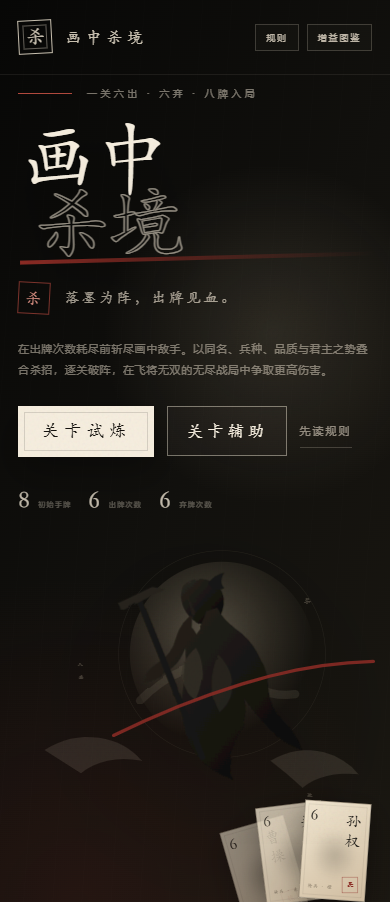 杀 画中杀境 规则 增益图鉴
一关六出 · 六弃 · 八牌入局
画中
杀境
杀 落墨为阵，出牌见血。
在出牌次数耗尽前斩尽画中敌手。以同名、兵种、品质与君主之势叠
合杀招，逐关破阵，在飞将无双的无尽战局中争取更高伤害。
关卡试炼 关卡辅助 先读规则
8 初始手牌 6 出牌次数 6 弃牌次数
6 孙权
6 曹操
6